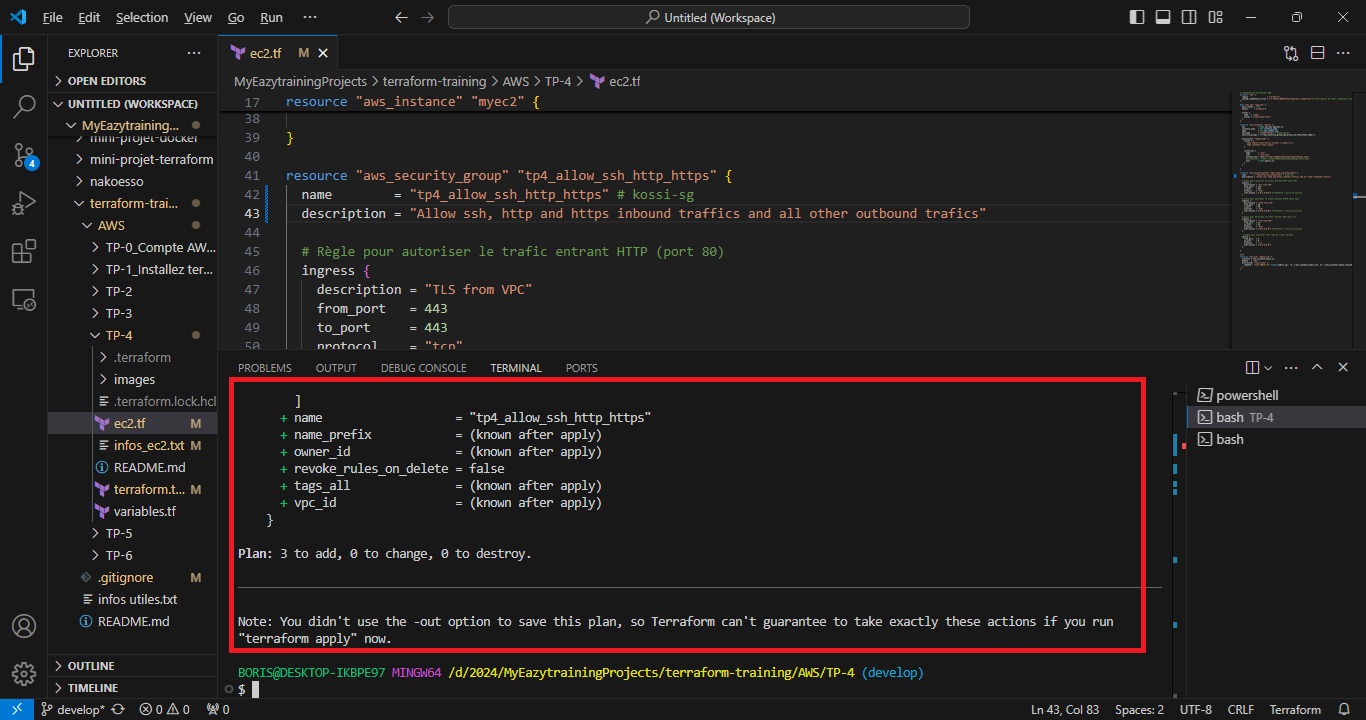 File Edit Selection View Go Run ···
Untitled (Workspace)
EXPLORER ···
OPEN EDITORS
UNTITLED (WORKSPACE)
MyEazytraining...
mini-projet-docker
mini-projet-terraform
nakoesso
terraform-trai...
AWS
TP-0_Compte AW...
TP-1_Installez ter...
TP-2
TP-3
TP-4
.terraform
images
.terraform.lock.hcl
ec2.tf M
infos_ec2.txt M
README.md
terraform.t... M
variables.tf
TP-5
TP-6
.gitignore M
infos utiles.txt
README.md
OUTLINE
TIMELINE
4
ec2.tf M
MyEazytrainingProjects > terraform-training > AWS > TP-4 > ec2.tf
17 resource "aws_instance" "myec2" {
38
39 }
40
41 resource "aws_security_group" "tp4_allow_ssh_http_https" {
42 name = "tp4_allow_ssh_http_https" # kossi-sg
43 description = "Allow ssh, http and https inbound traffics and all other outbound trafics"
44
45 # Règle pour autoriser le trafic entrant HTTP (port 80)
46 ingress {
47 description = "TLS from VPC"
48 from_port = 443
49 to_port = 443
50 protocol = "tcp"
PROBLEMS OUTPUT DEBUG CONSOLE TERMINAL PORTS
]
+ name = "tp4_allow_ssh_http_https"
+ name_prefix = (known after apply)
+ owner_id = (known after apply)
+ revoke_rules_on_delete = false
+ tags_all = (known after apply)
+ vpc_id = (known after apply)
}
Plan: 3 to add, 0 to change, 0 to destroy.
Note: You didn't use the -out option to save this plan, so Terraform can't guarantee to take exactly these actions if you run
"terraform apply" now.
BORIS@DESKTOP-IKBPE97 MINGW64 /d/2024/MyEazytrainingProjects/terraform-training/AWS/TP-4 (develop)
$
powershell
bash TP-4
bash
develop* 0 0 0 Ln 43, Col 83 Spaces: 2 UTF-8 CRLF Terraform